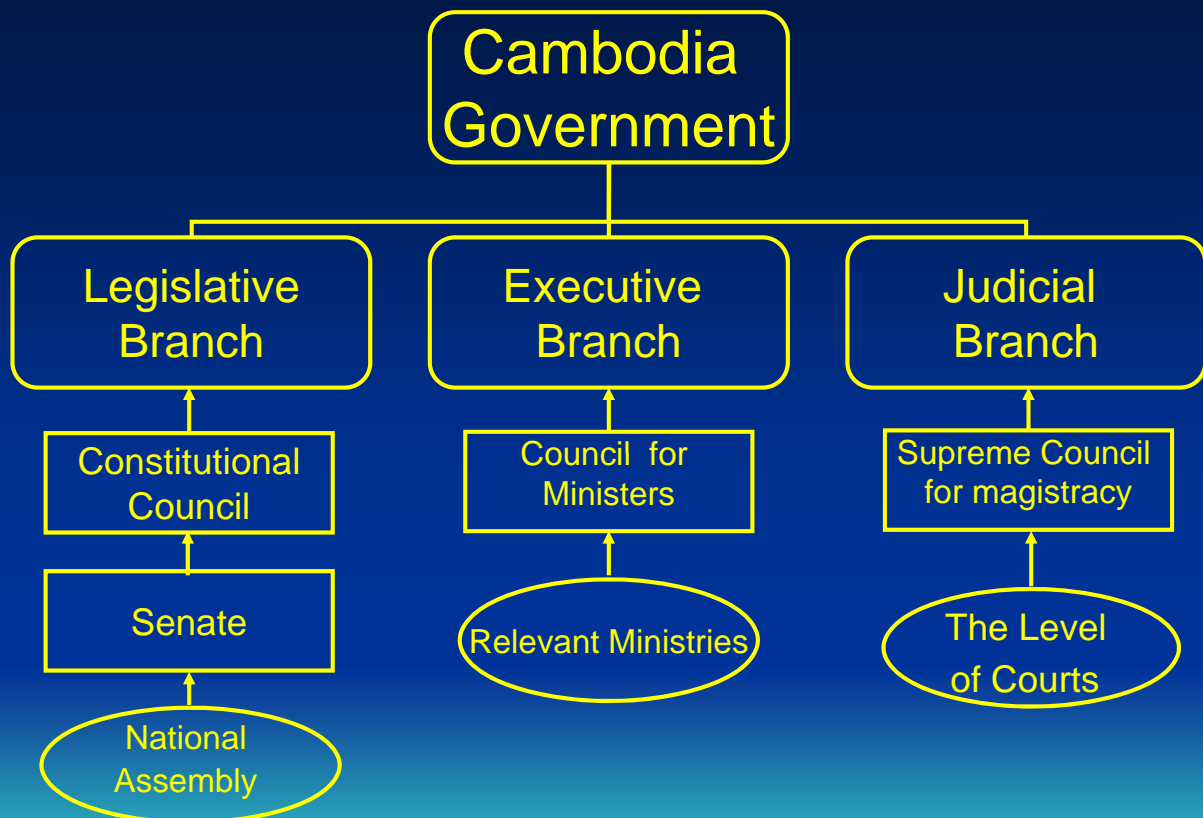 Cambodia
Government
Legislative
Branch
Executive
Branch
Judicial
Branch
Constitutional
Council
Council for
Ministers
Supreme Council
for magistracy
Senate
Relevant Ministries
The Level
of Courts
National
Assembly